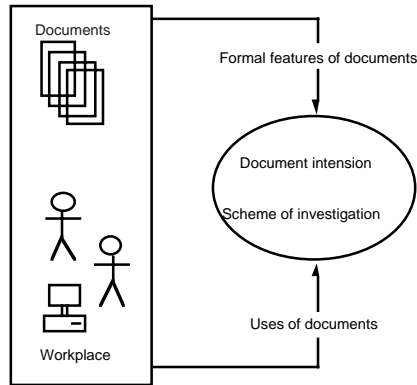 Documents
Formal features of documents
Document intension
Scheme of investigation
Uses of documents
Workplace